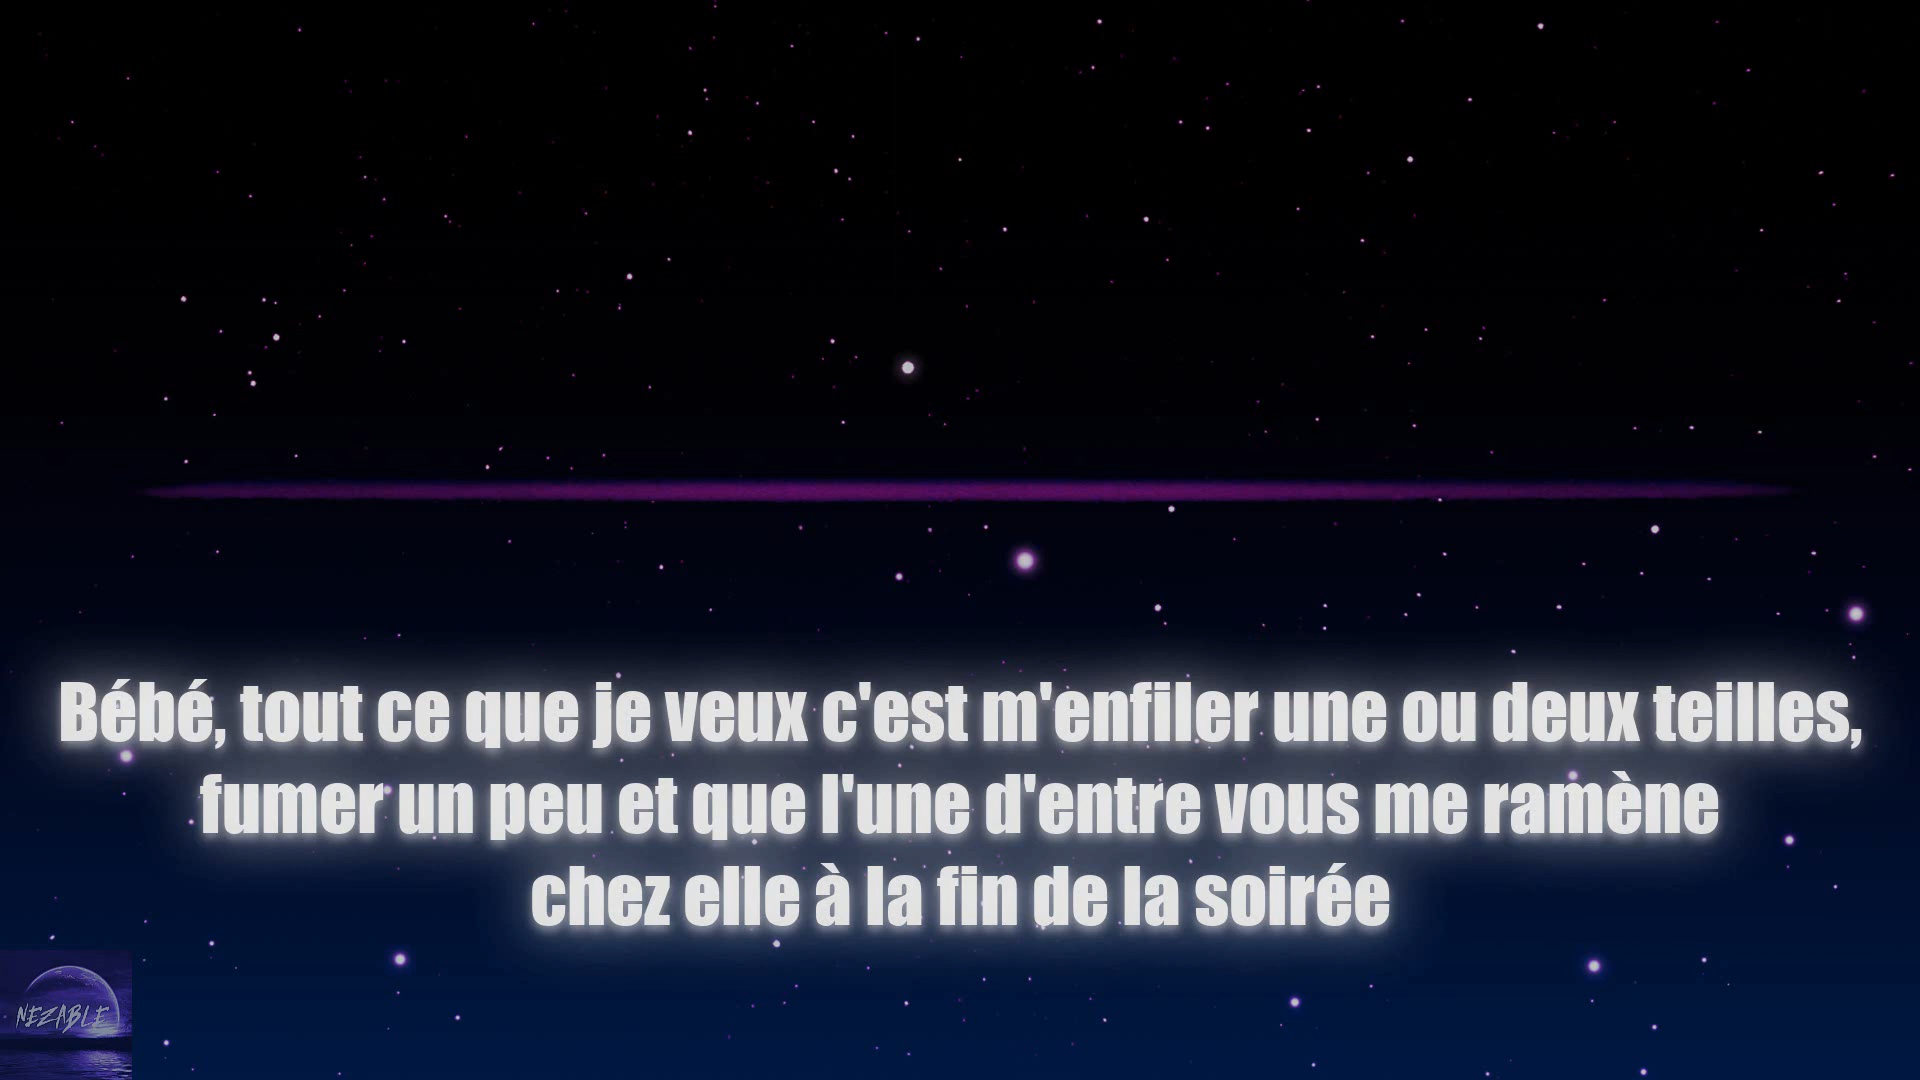 Bébé, tout ce que je veux c'est m'enfiler une ou deux teilles,
fumer un peu et que l'une d'entre vous me ramène
chez elle à la fin de la soirée
NEZABLE